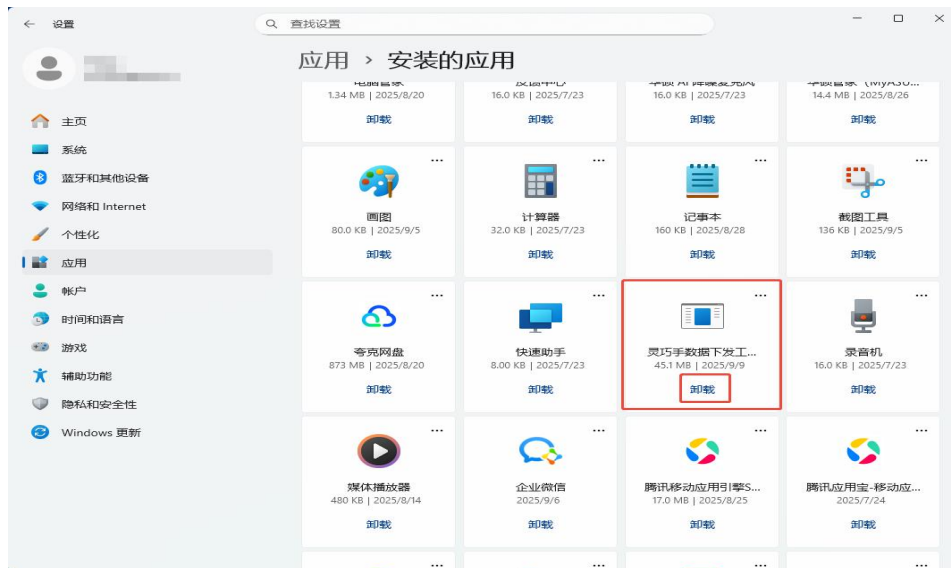 设置
查找设置
应用 › 安装的应用
主页
系统
蓝牙和其他设备
网络和 Internet
个性化
应用
帐户
时间和语言
游戏
辅助功能
隐私和安全性
Windows 更新
1.34 MB | 2025/8/20
16.0 KB | 2025/7/23
16.0 KB | 2025/7/23
14.4 MB | 2025/8/26
卸载
卸载
卸载
卸载
画图
80.0 KB | 2025/9/5
卸载
计算器
32.0 KB | 2025/7/23
卸载
记事本
160 KB | 2025/8/28
卸载
截图工具
136 KB | 2025/9/5
卸载
夸克网盘
873 MB | 2025/8/20
卸载
快速助手
8.00 KB | 2025/7/23
卸载
灵巧手数据下发工...
45.1 MB | 2025/9/9
卸载
录音机
16.0 KB | 2025/7/23
卸载
媒体播放器
480 KB | 2025/8/14
卸载
企业微信
2025/9/6
卸载
腾讯移动应用引擎S...
17.0 MB | 2025/8/25
卸载
腾讯应用宝-移动应...
2025/7/24
卸载